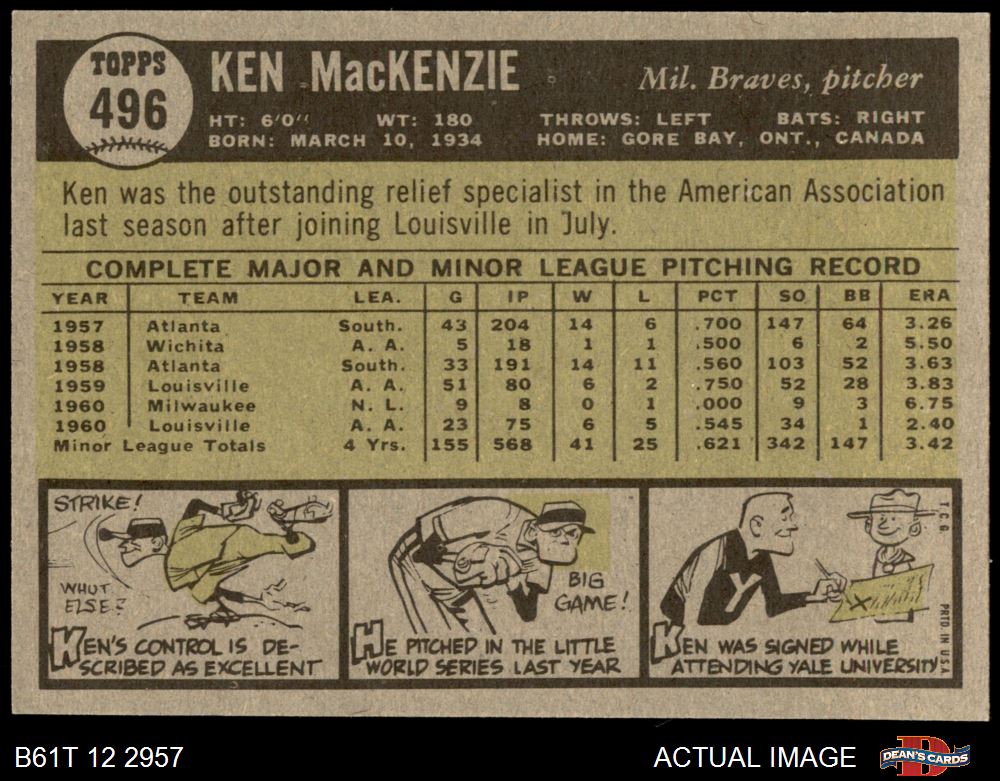 TOPPS
496
KEN MacKENZIE
Mil. Braves, pitcher
HT: 6'0" WT: 180 THROWS: LEFT BATS: RIGHT
BORN: MARCH 10, 1934 HOME: GORE BAY, ONT., CANADA
Ken was the outstanding relief specialist in the American Association
last season after joining Louisville in July.
COMPLETE MAJOR AND MINOR LEAGUE PITCHING RECORD
YEAR TEAM LEA. G IP W L PCT SO BB ERA
1957 Atlanta South. 43 204 14 6 .700 147 64 3.26
1958 Wichita A. A. 5 18 1 1 .500 6 2 5.50
1958 Atlanta South. 33 191 14 11 .560 103 52 3.63
1959 Louisville A. A. 51 80 6 2 .750 52 28 3.83
1960 Milwaukee N. L. 9 8 0 1 .000 9 3 6.75
1960 Louisville A. A. 23 75 6 5 .545 34 1 2.40
Minor League Totals 4 Yrs. 155 568 41 25 .621 342 147 3.42
STRIKE!
WHUT
ELSE?
KEN'S CONTROL IS DE-
SCRIBED AS EXCELLENT
BIG
GAME!
HE PITCHED IN THE LITTLE
WORLD SERIES LAST YEAR
Y
X
KEN WAS SIGNED WHILE
ATTENDING YALE UNIVERSITY
T.C.G.
PRTD. IN U.S.A.
B61T 12 2957
ACTUAL IMAGE
D
DEAN'S CARDS